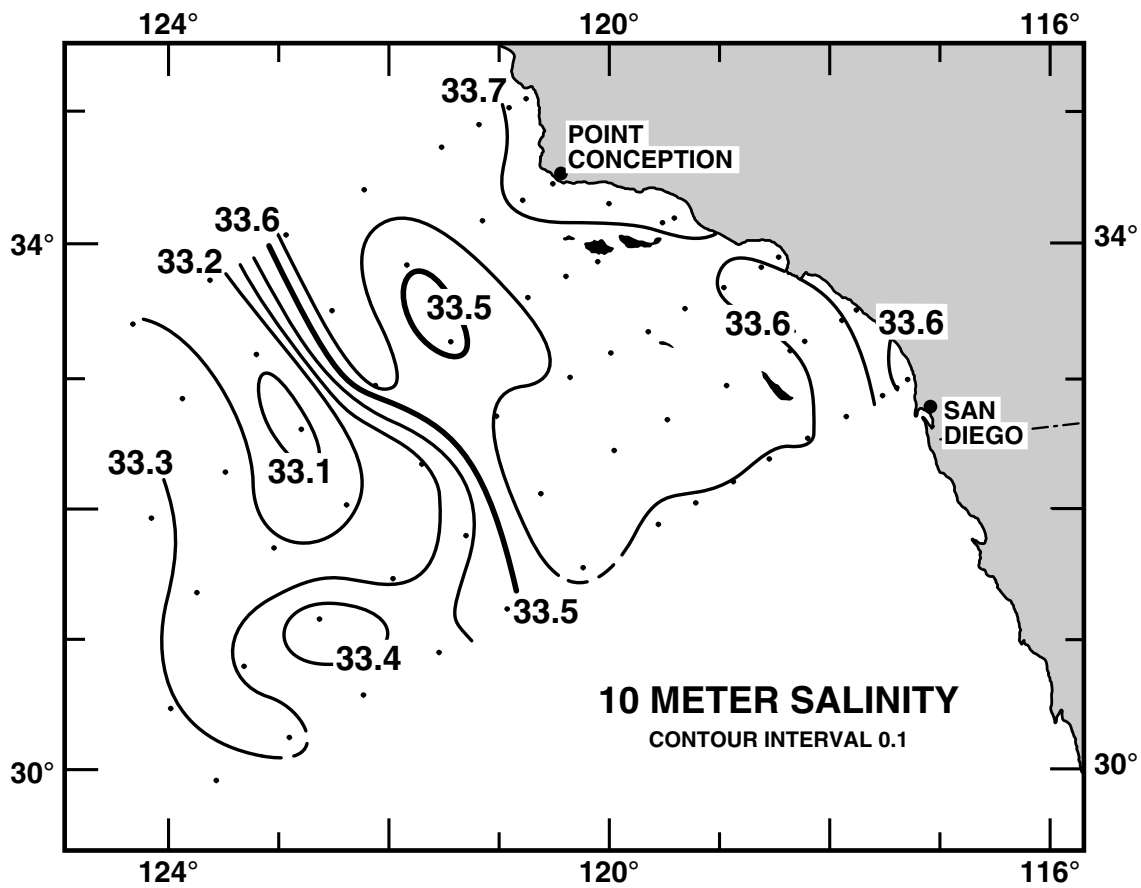 124° 120° 116°
33.7
POINT
CONCEPTION
33.6
34° 34°
33.2
33.5
33.6 33.6
SAN
DIEGO
33.3 33.1
33.5
33.4
10 METER SALINITY
CONTOUR INTERVAL 0.1
30° 30°
124° 120° 116°